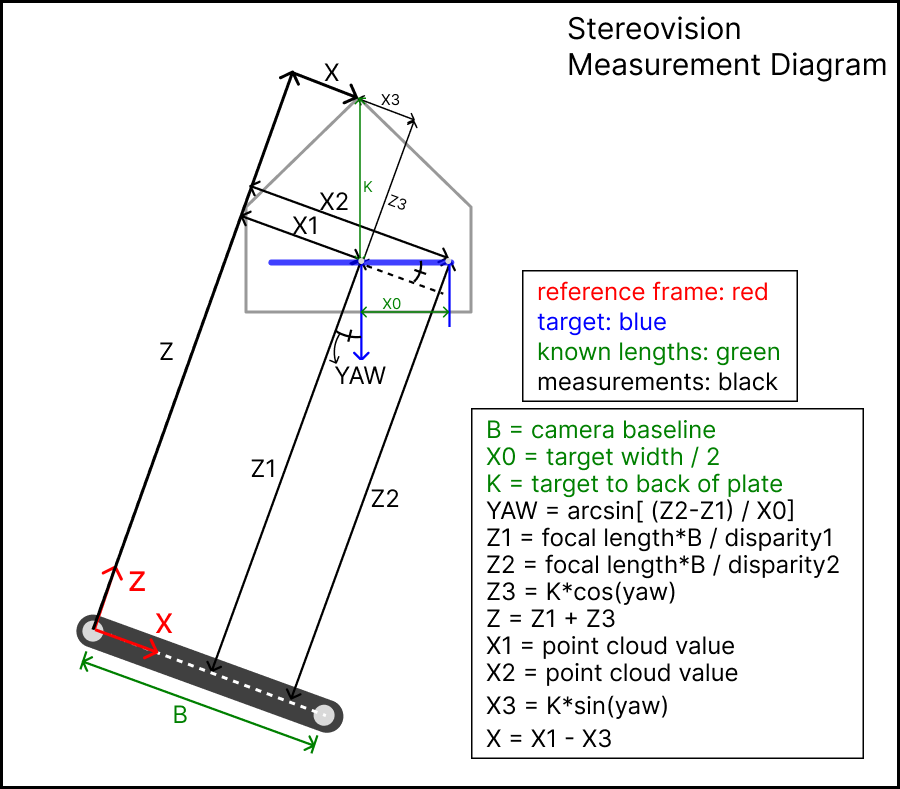 Stereovision
Measurement Diagram
X
X3
K
Z3
X2
X1
X0
Z
YAW
Z1
Z2
Z
X
B
reference frame: red
target: blue
known lengths: green
measurements: black
B = camera baseline
X0 = target width / 2
K = target to back of plate
YAW = arcsin[ (Z2-Z1) / X0]
Z1 = focal length*B / disparity1
Z2 = focal length*B / disparity2
Z3 = K*cos(yaw)
Z = Z1 + Z3
X1 = point cloud value
X2 = point cloud value
X3 = K*sin(yaw)
X = X1 - X3